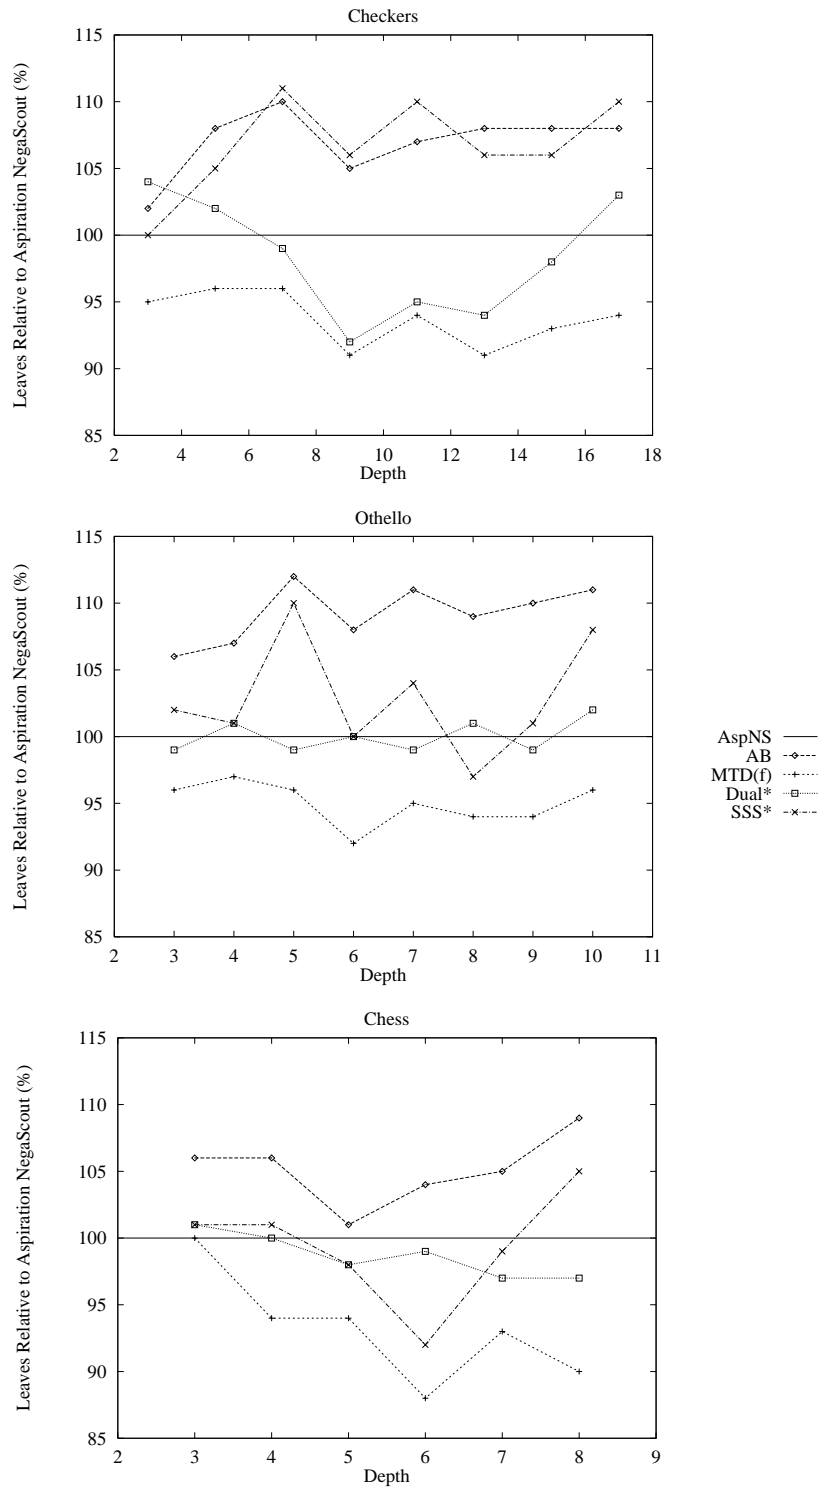 Checkers
115
110
105
100
95
90
85
2 4 6 8 10 12 14 16 18
Depth
Leaves Relative to Aspiration NegaScout (%)
Othello
115
110
105
100
95
90
85
2 3 4 5 6 7 8 9 10 11
Depth
Leaves Relative to Aspiration NegaScout (%)
AspNS
AB
MTD(f)
Dual*
SSS*
Chess
115
110
105
100
95
90
85
2 3 4 5 6 7 8 9
Depth
Leaves Relative to Aspiration NegaScout (%)